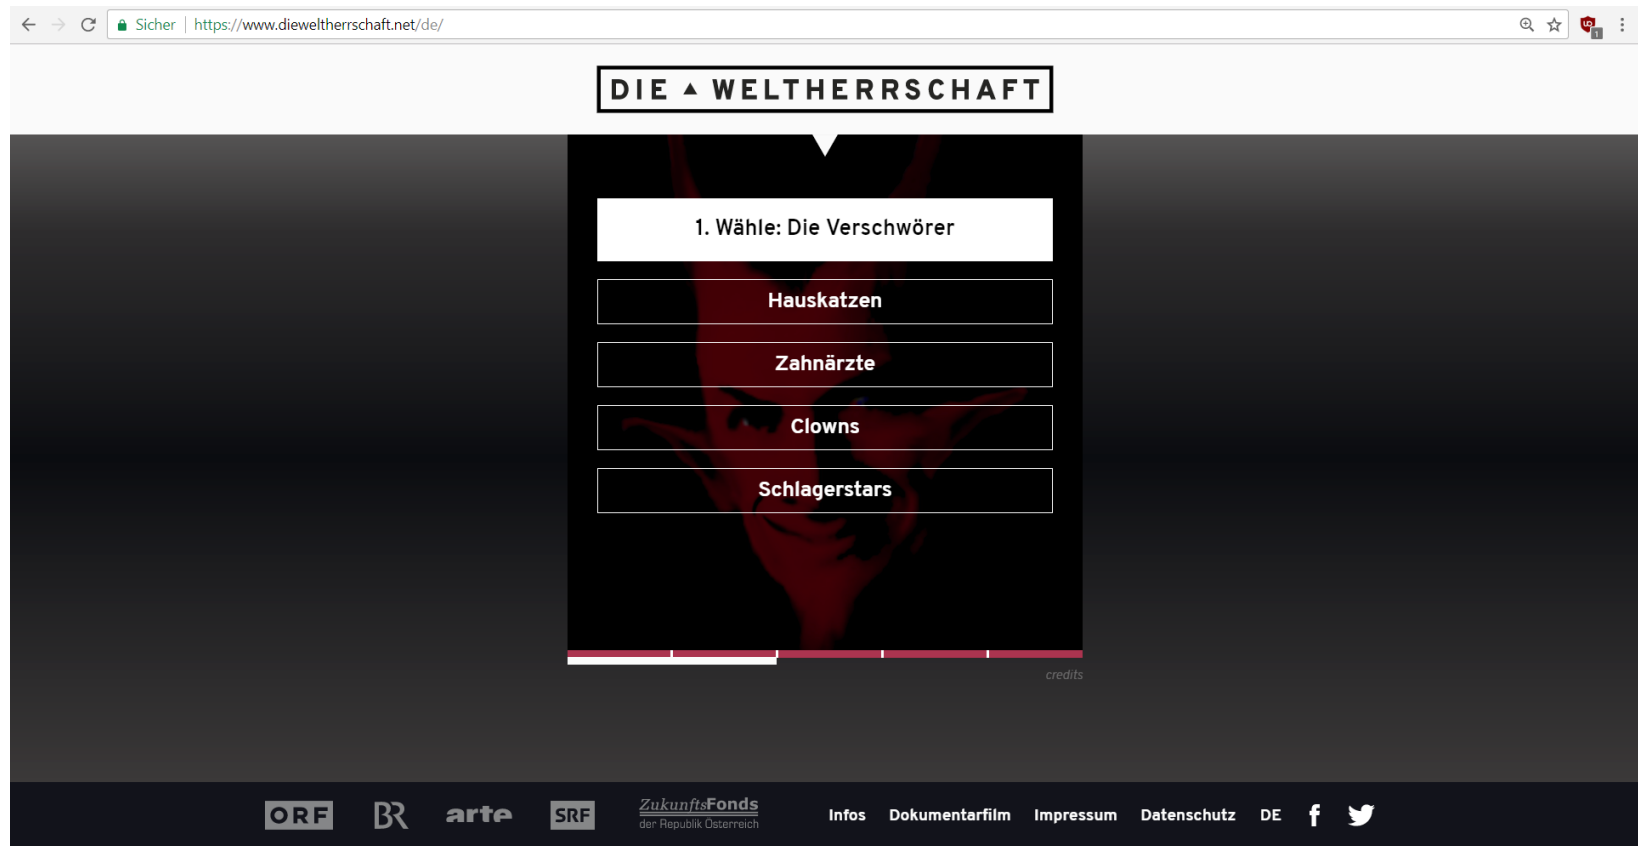 Sicher https://www.dieweltherrschaft.net/de/
1
DIE ▲ WELTHERRSCHAFT
1. Wähle: Die Verschwörer
Hauskatzen
Zahnärzte
Clowns
Schlagerstars
credits
ORF BR arte SRF ZukunftsFonds
der Republik Österreich
Infos Dokumentarfilm Impressum Datenschutz DE